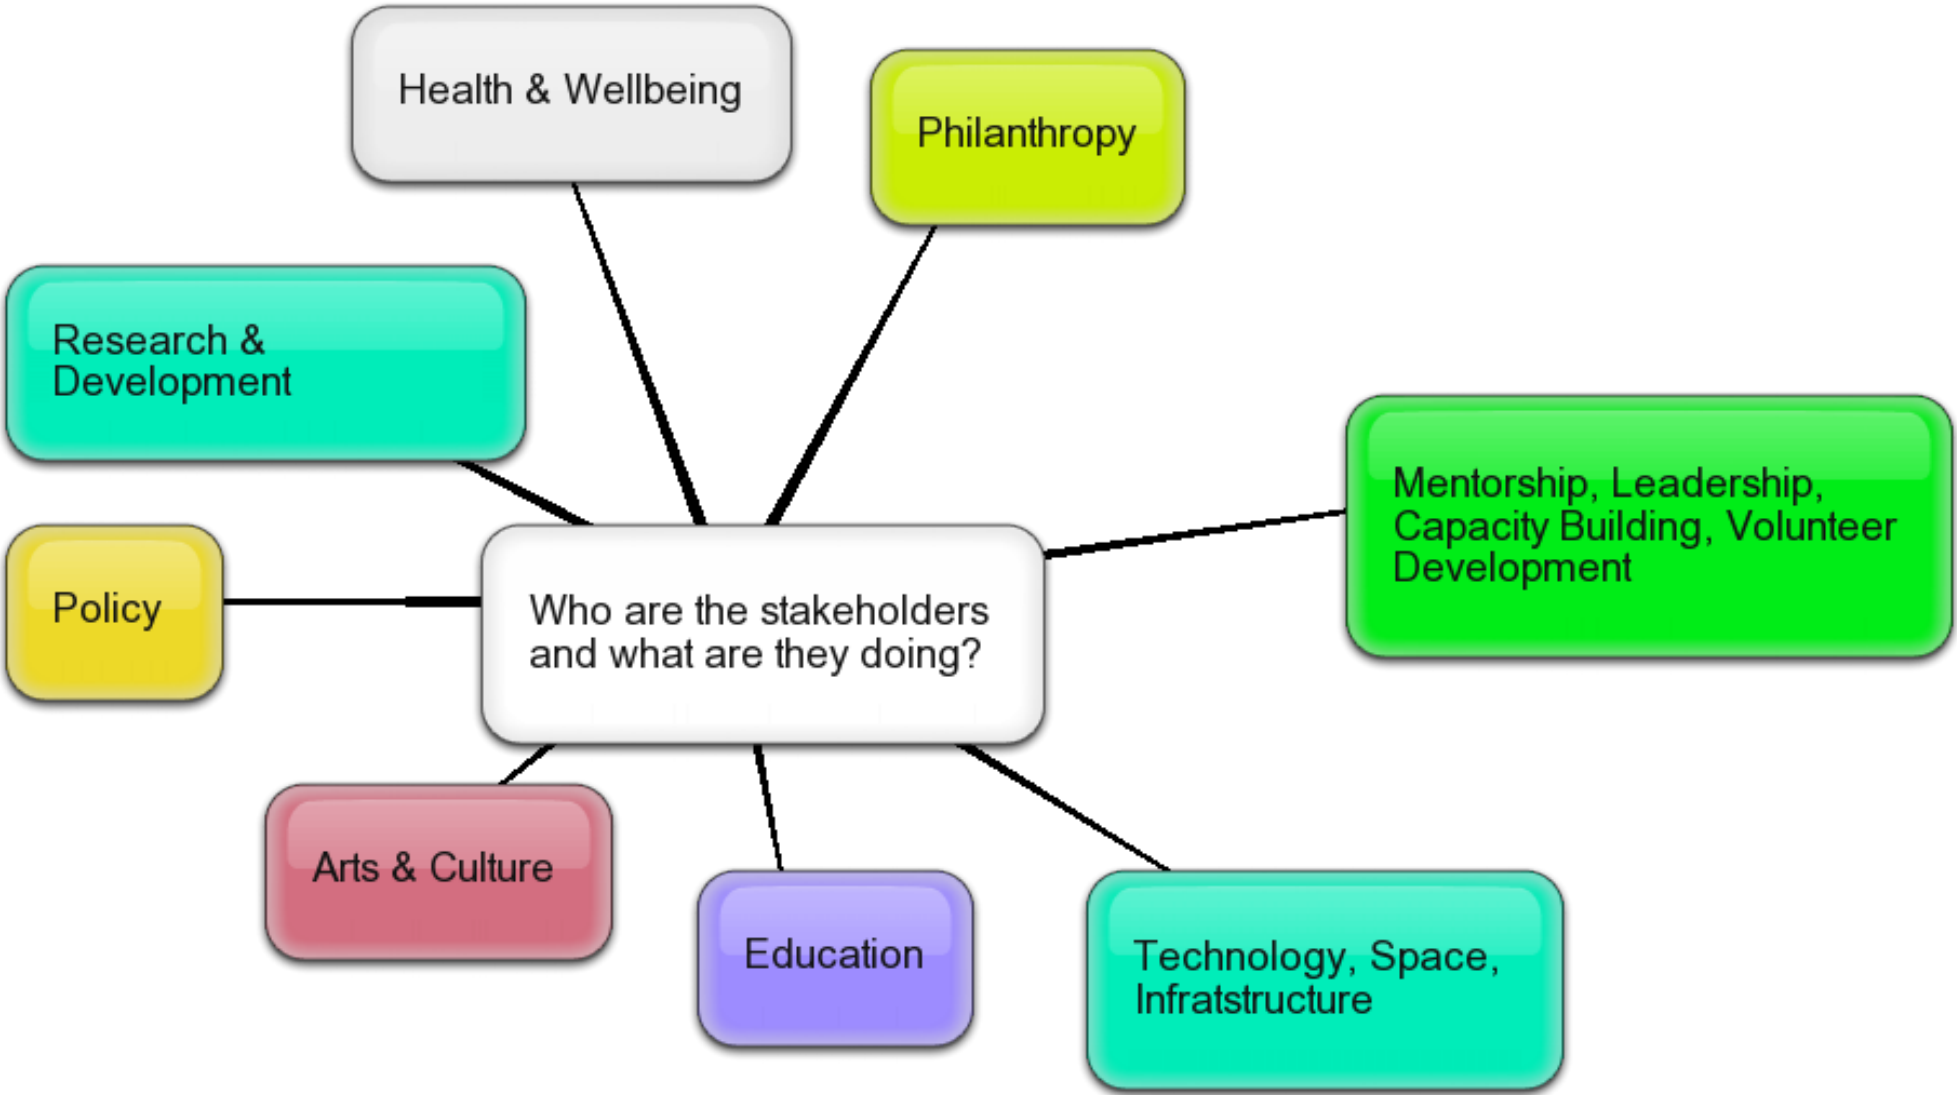 Health & Wellbeing
Philanthropy
Research &
Development
Mentorship, Leadership,
Capacity Building, Volunteer
Development
Policy
Who are the stakeholders
and what are they doing?
Arts & Culture
Education
Technology, Space,
Infratstructure